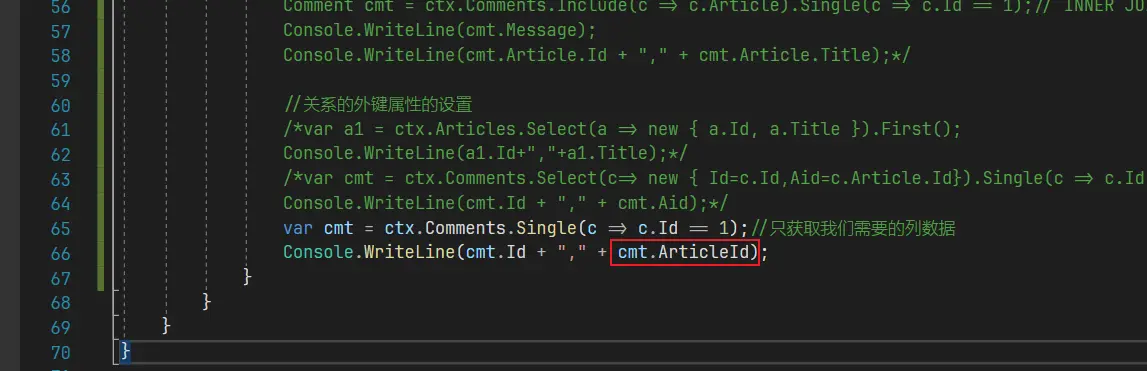 56 Comment cmt = ctx.Comments.Include(c => c.Article).Single(c => c.Id == 1);// INNER JO
57 Console.WriteLine(cmt.Message);
58 Console.WriteLine(cmt.Article.Id + "," + cmt.Article.Title);*/
59
60 //关系的外键属性的设置
61 /*var a1 = ctx.Articles.Select(a => new { a.Id, a.Title }).First();
62 Console.WriteLine(a1.Id+","+a1.Title);*/
63 /*var cmt = ctx.Comments.Select(c=> new { Id=c.Id,Aid=c.Article.Id}).Single(c => c.Id
64 Console.WriteLine(cmt.Id + "," + cmt.Aid);*/
65 var cmt = ctx.Comments.Single(c => c.Id == 1);//只获取我们需要的列数据
66 Console.WriteLine(cmt.Id + "," + cmt.ArticleId);
67 }
68 }
69 }
70 }